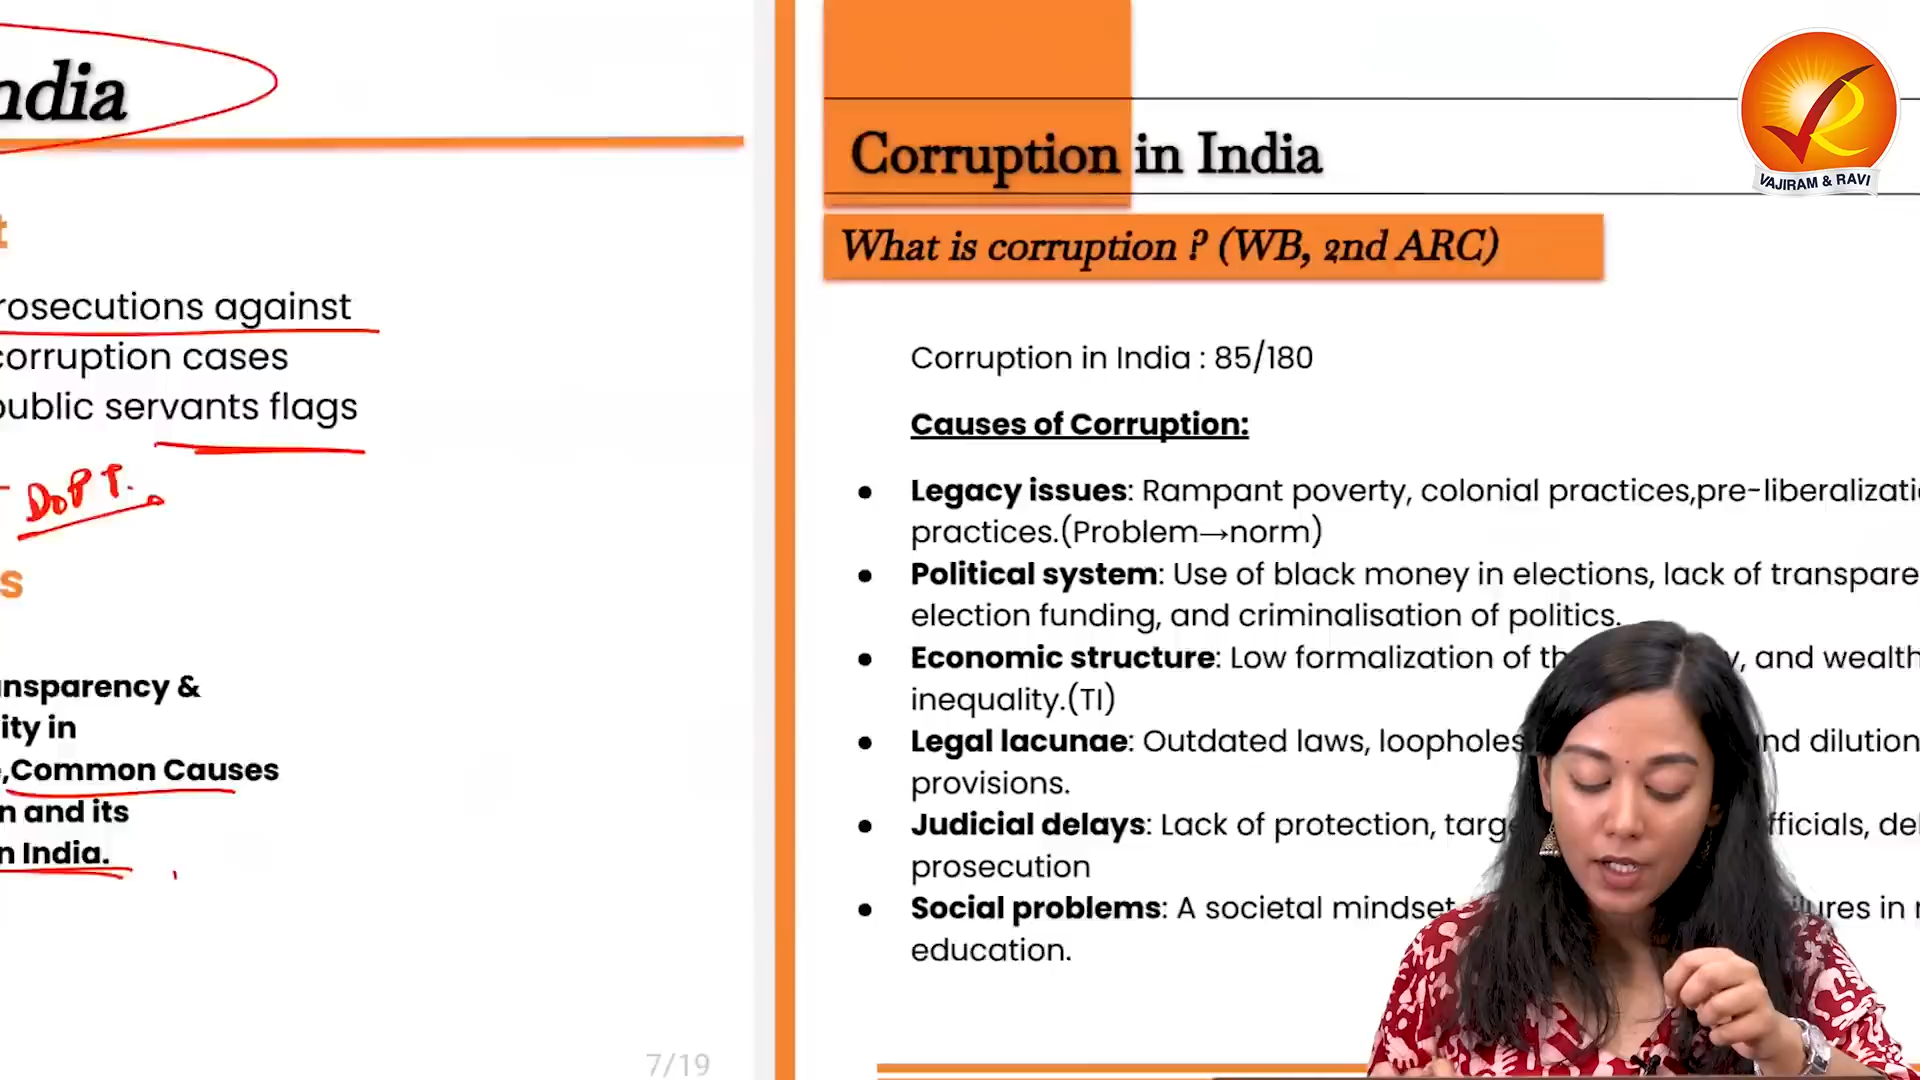 ndia
t
rosecutions against
corruption cases
public servants flags
DOPT.
s
ansparency &
ity in
,Common Causes
n and its
n India.
7/19
Corruption in India
What is corruption ? (WB, 2nd ARC)
Corruption in India : 85/180
Causes of Corruption:
● Legacy issues: Rampant poverty, colonial practices,pre-liberalizati
practices.(Problem→norm)
● Political system: Use of black money in elections, lack of transpare
election funding, and criminalisation of politics.
● Economic structure: Low formalization of th y, and wealth
inequality.(TI)
● Legal lacunae: Outdated laws, loopholes nd dilution
provisions.
● Judicial delays: Lack of protection, targe fficials, del
prosecution
● Social problems: A societal mindset ilures in
education.
VAJIRAM & RAVI